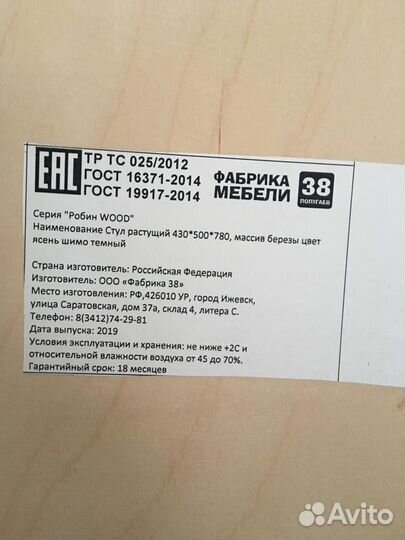 ЕАС
ТР ТС 025/2012
ГОСТ 16371-2014
ГОСТ 19917-2014
ФАБРИКА
МЕБЕЛИ
38
ПОПУГАЕВ
Серия "Робин WOOD"
Наименование Стул растущий 430*500*780, массив березы цвет
ясень шимо темный
Страна изготовитель: Российская Федерация
Изготовитель: ООО «Фабрика 38»
Место изготовления: РФ,426010 УР, город Ижевск,
улица Саратовская, дом 37а, склад 4, литера С.
Телефон: 8(3412)74-29-81
Дата выпуска: 2019
Условия эксплуатации и хранения: не ниже +2С и
относительной влажности воздуха от 45 до 70%.
Гарантийный срок: 18 месяцев
Avito